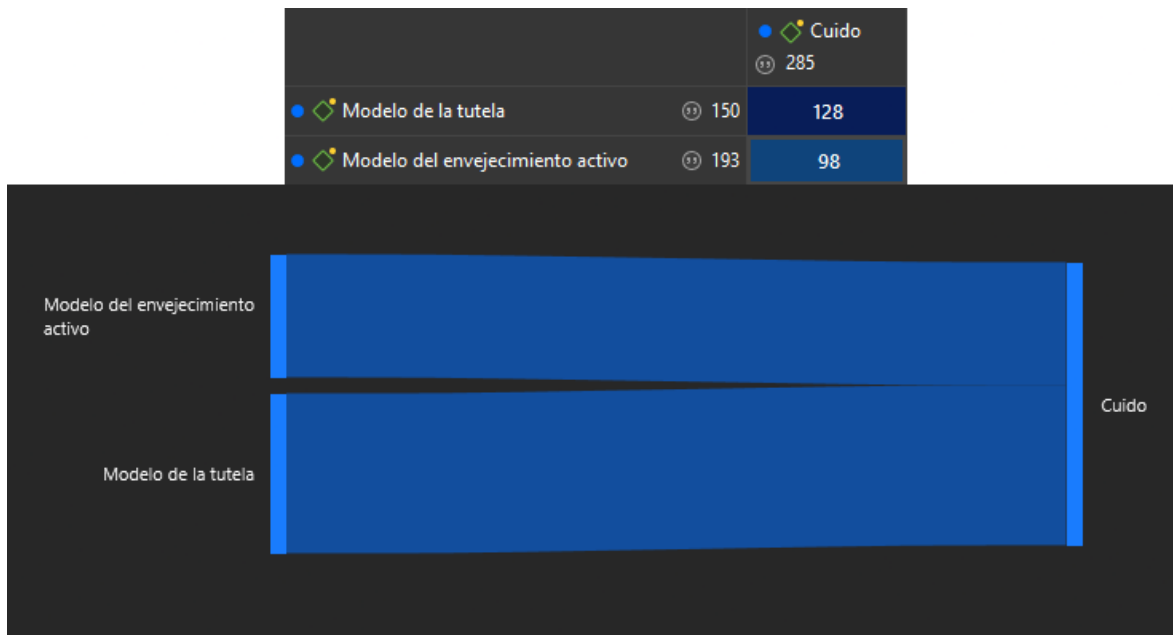 Cuido
285
Modelo de la tutela 150 128
Modelo del envejecimiento activo 193 98
Modelo del envejecimiento
activo
Cuido
Modelo de la tutela